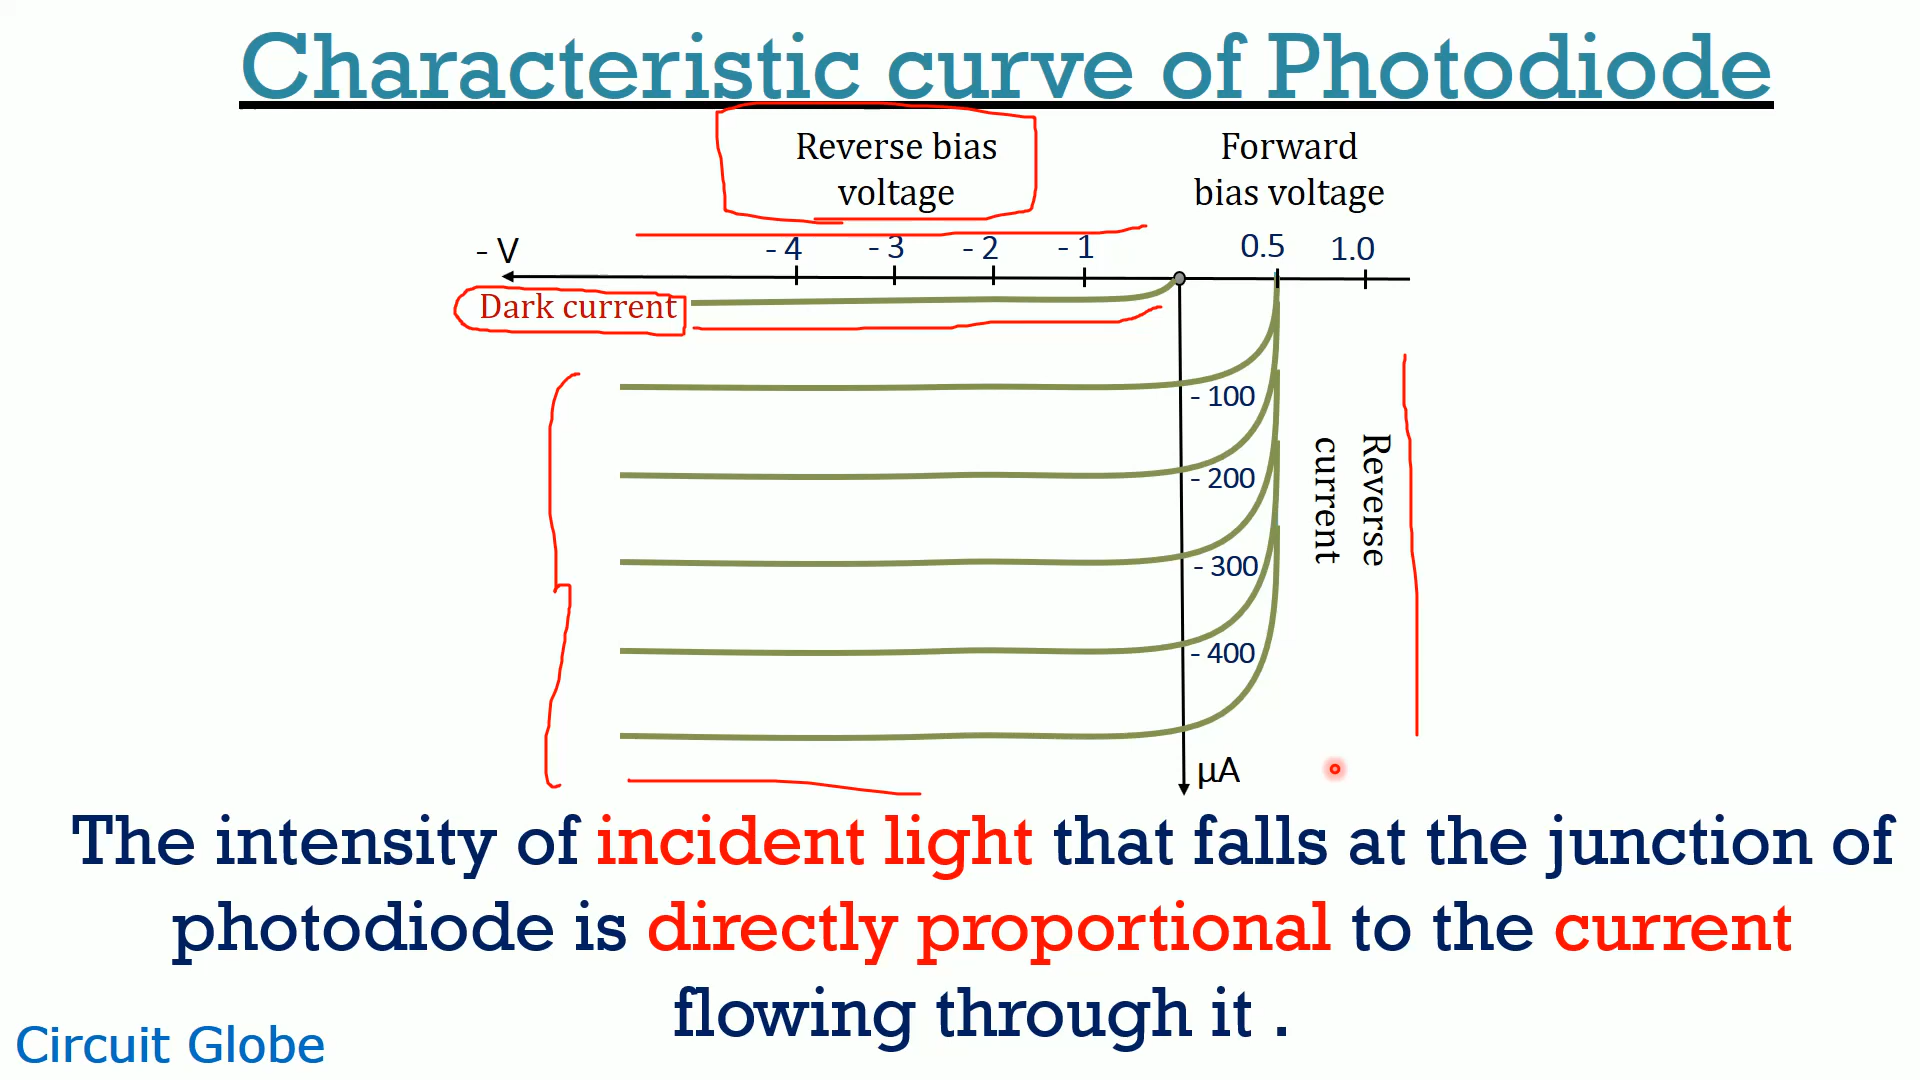 Characteristic curve of Photodiode
Reverse bias
voltage
Forward
bias voltage
- V
- 4
- 3
- 2
- 1
0.5
1.0
Dark current
- 100
- 200
- 300
- 400
Reverse
current
μA
The intensity of incident light that falls at the junction of
photodiode is directly proportional to the current
flowing through it .
Circuit Globe